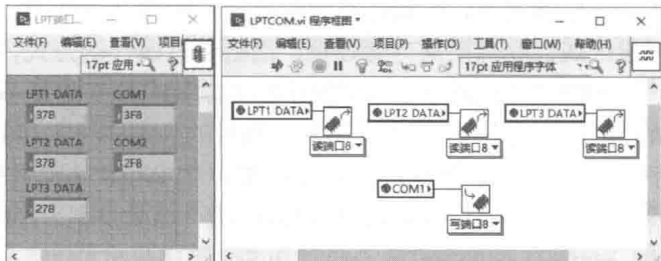 LPT端口...
文件(F) 编辑(E) 查看(V) 项目
17pt 应用
LPT1 DATA COM1
378 3F8
LPT2 DATA COM2
378 2F8
LPT3 DATA
278
LPTCOM.vi 程序框图 *
文件(F) 编辑(E) 查看(V) 项目(P) 操作(O) 工具(T) 窗口(W) 帮助(H)
17pt 应用程序字体
LPT1 DATA LPT2 DATA LPT3 DATA
读端口8 读端口8 读端口8
COM1
写端口8